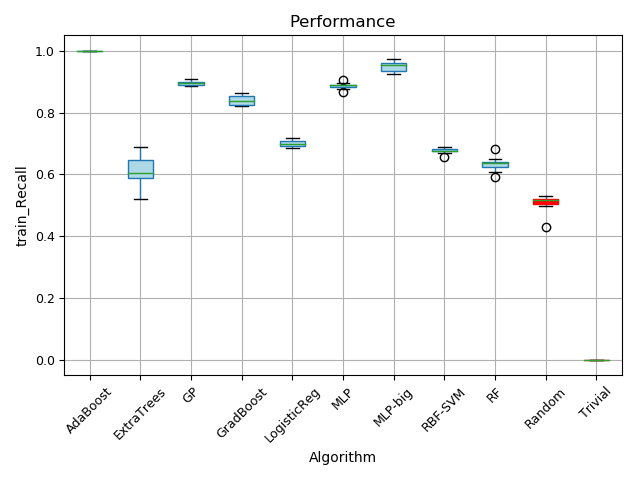 Performance
train_Recall
1.0
0.8
0.6
0.4
0.2
0.0
AdaBoost
ExtraTrees
GP
GradBoost
LogisticReg
MLP
MLP-big
RBF-SVM
RF
Random
Trivial
Algorithm